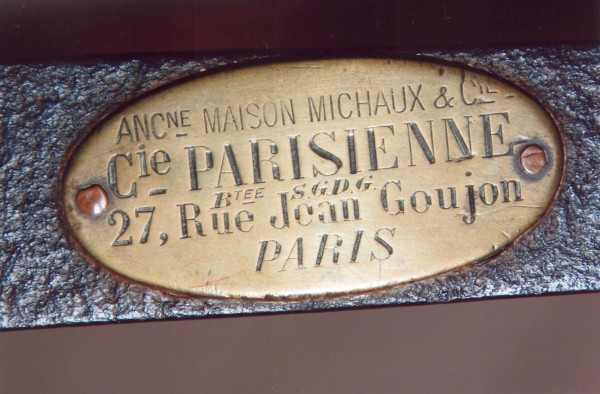 ANCNE MAISON MICHAUX & CIE
Cie PARISIENNE
BTEE S.G.D.G.
27, Rue Jean Goujon
PARIS